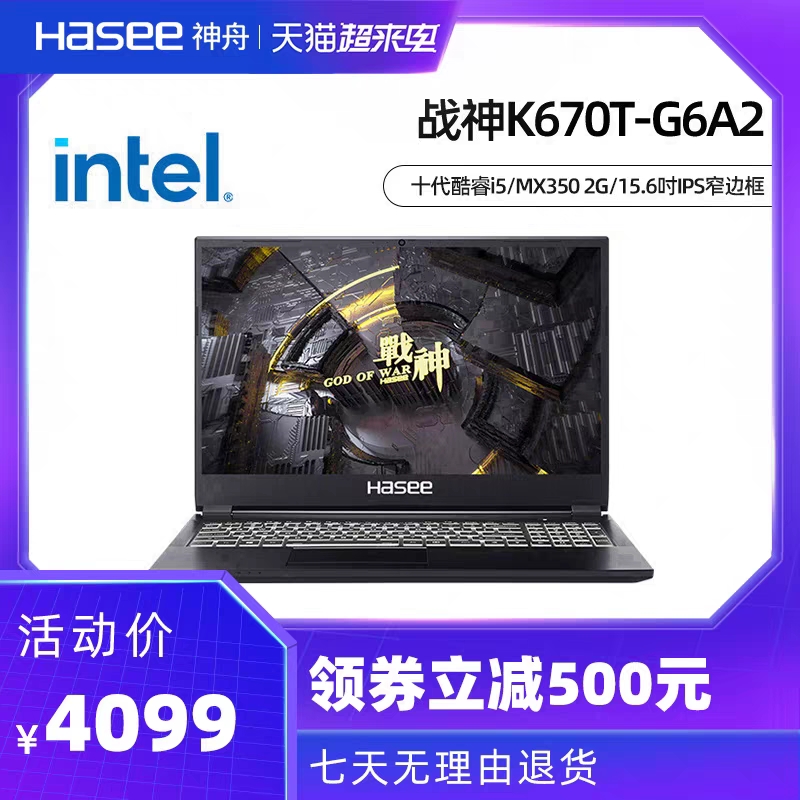 Hasee 神舟 | 天猫超来电
战神K670T-G6A2
intel.
十代酷睿i5/MX350 2G/15.6吋IPS窄边框
戰神
GOD OF WAR
Hasee
Hasee
活动价
¥4099
领券立减500元
七天无理由退货